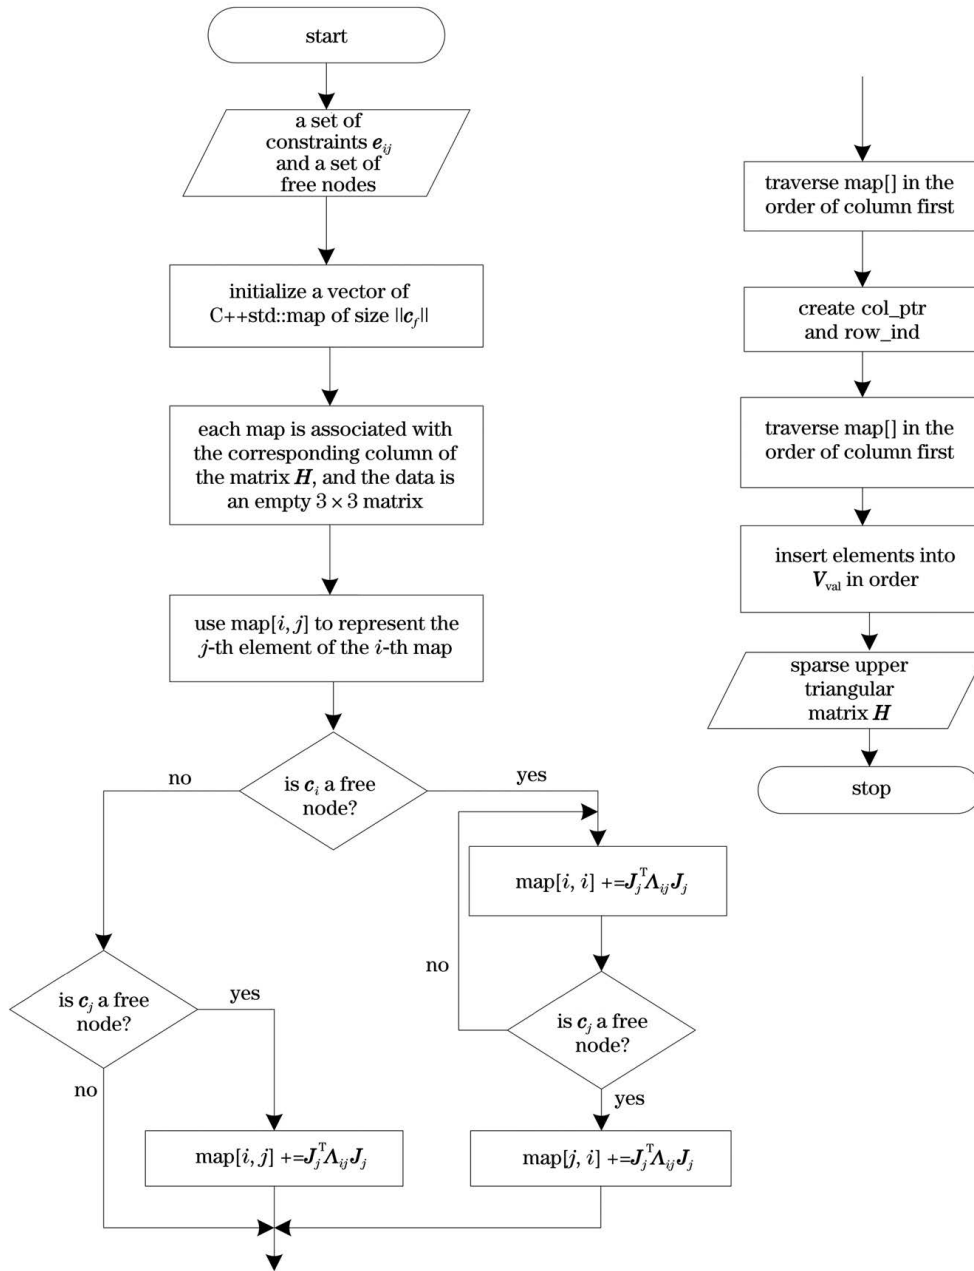 start
a set of
constraints e_ij
and a set of
free nodes
initialize a vector of
C++std::map of size ||c_f||
each map is associated with
the corresponding column of
the matrix H, and the data is
an empty 3 × 3 matrix
use map[i, j] to represent the
j-th element of the i-th map
is c_i a free
node?
no
yes
map[i, i] +=J_j^T Λ_ij J_j
is c_j a free
node?
no
yes
map[j, i] +=J_j^T Λ_ij J_j
is c_j a free
node?
yes
no
map[i, j] +=J_j^T Λ_ij J_j
traverse map[] in the
order of column first
create col_ptr
and row_ind
traverse map[] in the
order of column first
insert elements into
V_val in order
sparse upper
triangular
matrix H
stop